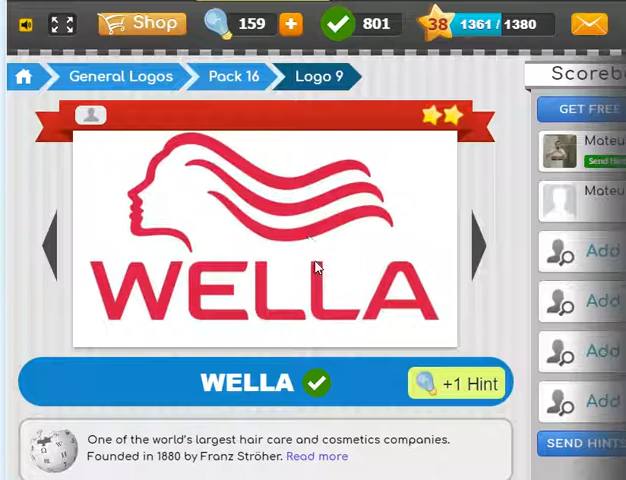 Shop 159 801 38 1361 / 1380
General Logos Pack 16 Logo 9
WELLA
WELLA +1 Hint
One of the world's largest hair care and cosmetics companies.
Founded in 1880 by Franz Ströher. Read more
GET FREE
Send
Add
Add
Add
Add
SEND HINTS